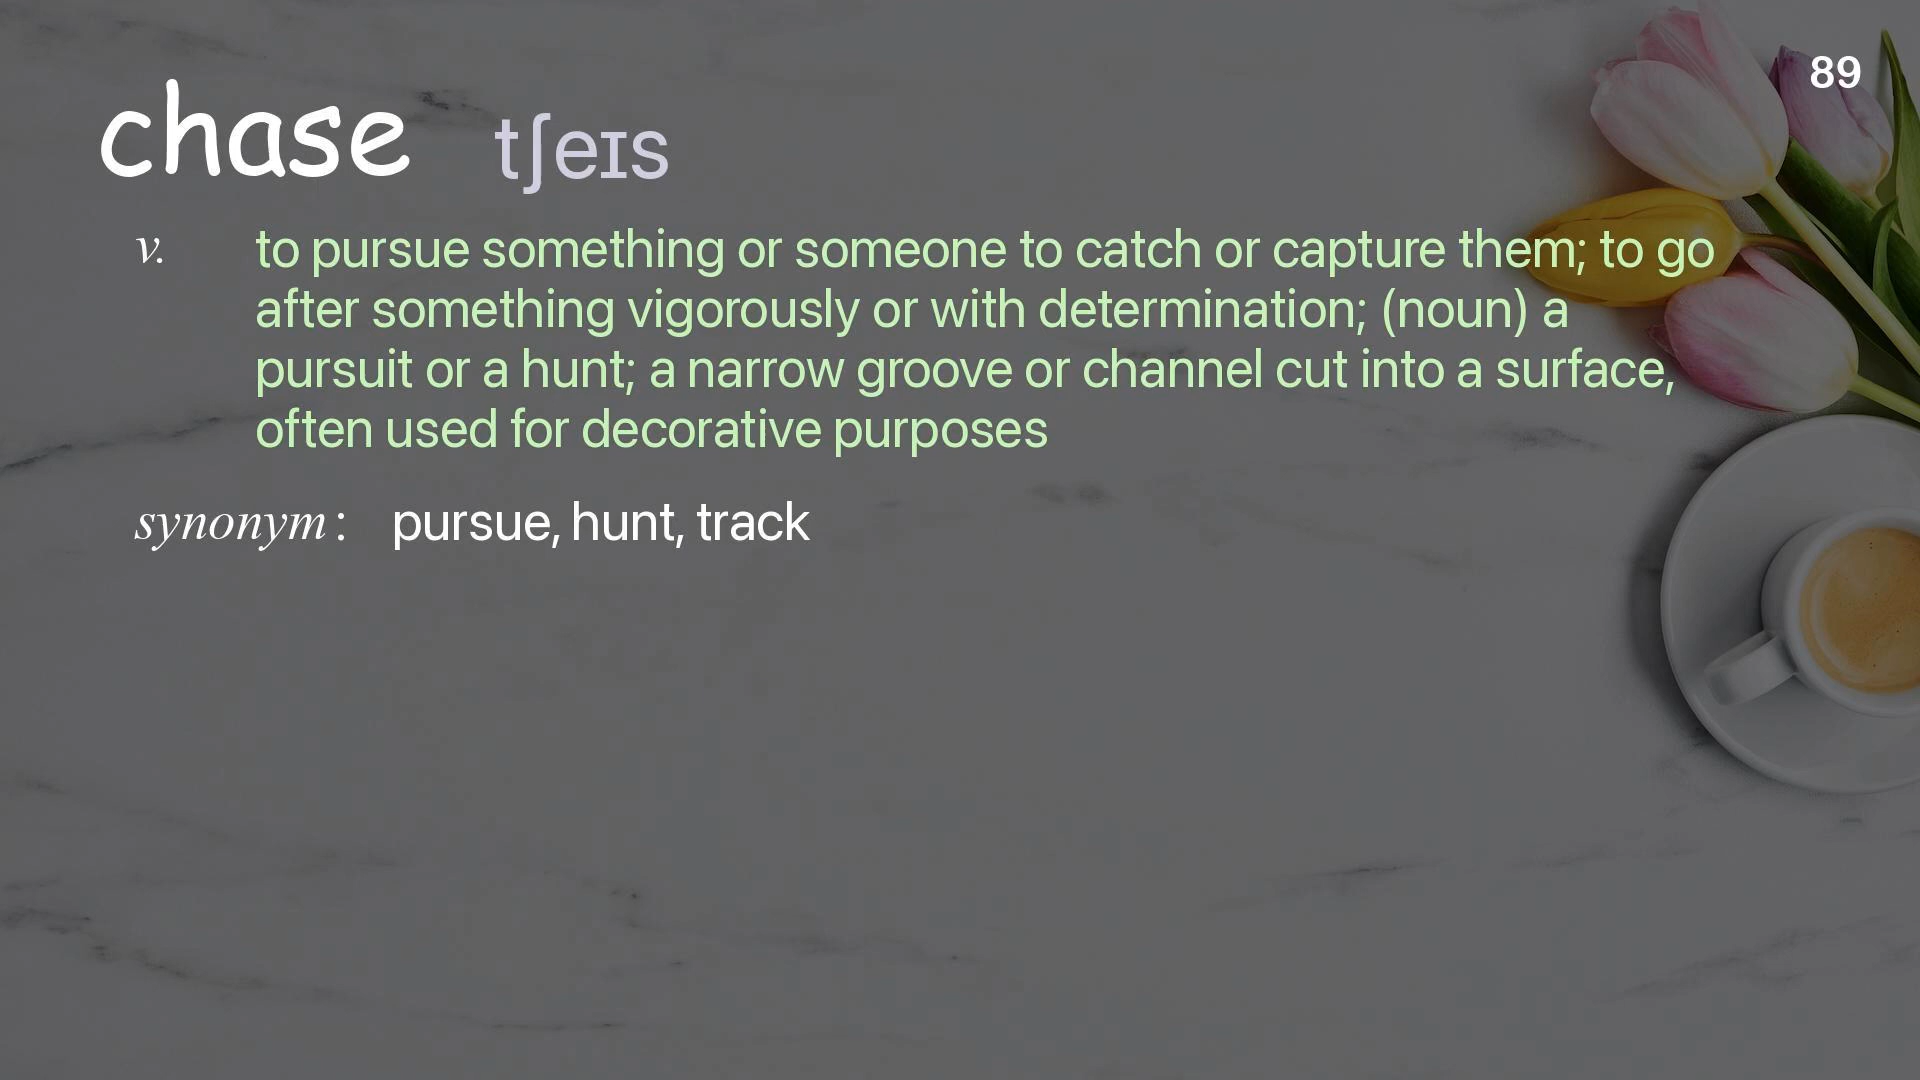 89
chase tʃeɪs
v. to pursue something or someone to catch or capture them; to go
after something vigorously or with determination; (noun) a
pursuit or a hunt; a narrow groove or channel cut into a surface,
often used for decorative purposes
synonym: pursue, hunt, track